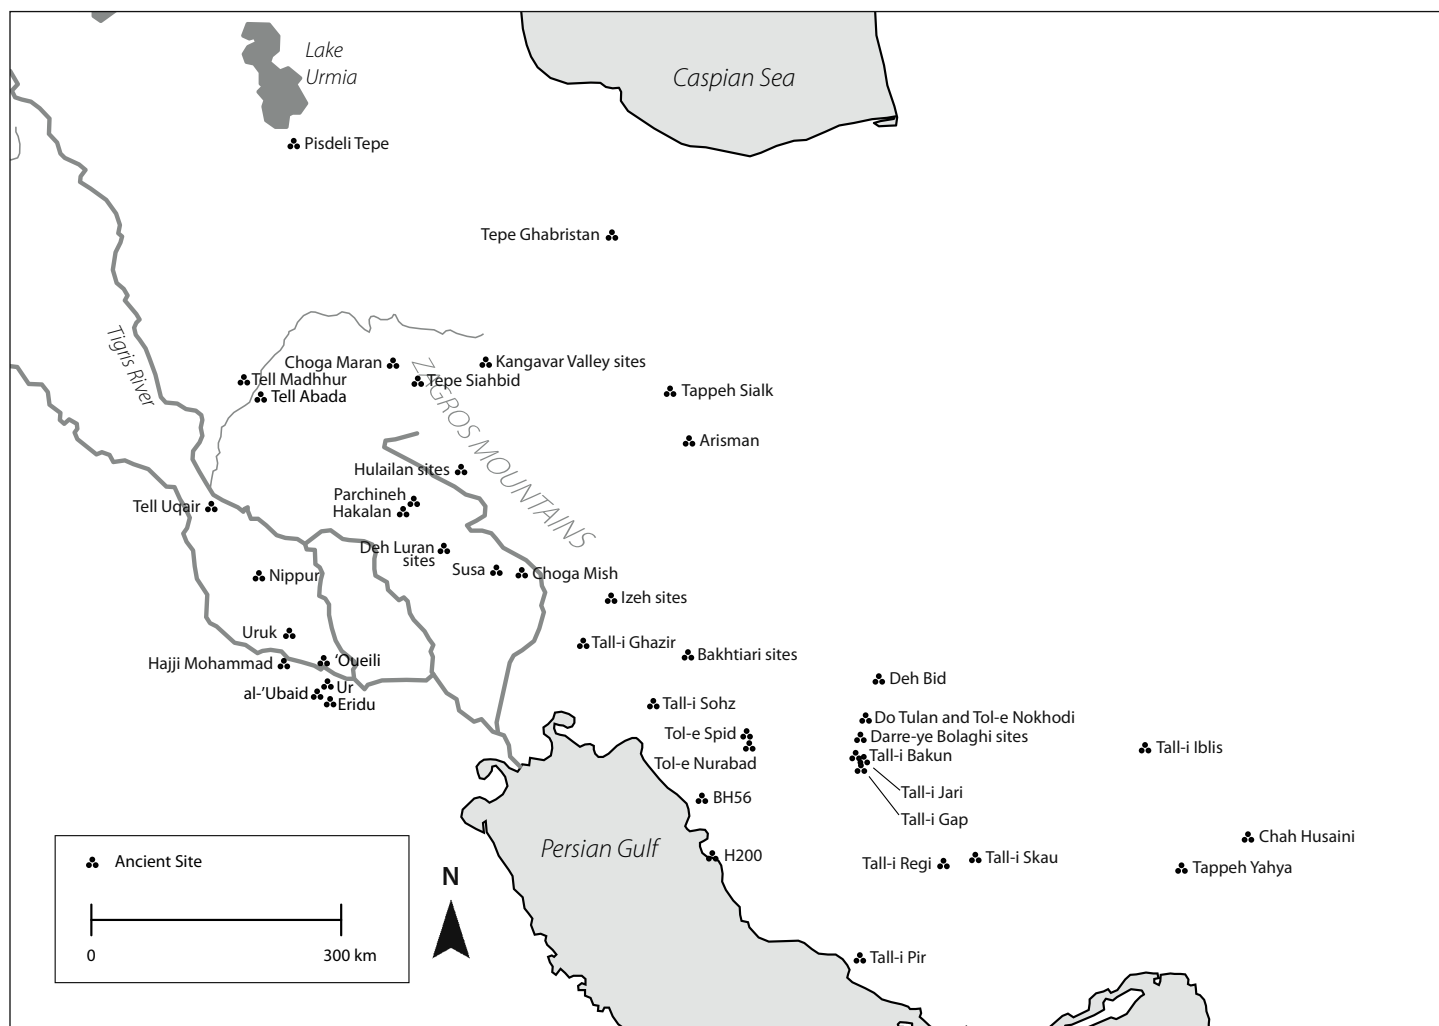 Lake
Urmia
Caspian Sea
Pisdeli Tepe
Tepe Ghabristan
Tigris River
Choga Maran
Kangavar Valley sites
Tell Madhhur
Tepe Siahbid
Tell Abada
Tappeh Sialk
ZAGROS MOUNTAINS
Arisman
Hulailan sites
Parchineh
Hakalan
Tell Uqair
Deh Luran
sites
Susa
Choga Mish
Nippur
Izeh sites
Uruk
Tall-i Ghazir
Bakhtiari sites
Hajji Mohammad
‘Oueili
Ur
al-’Ubaid
Eridu
Deh Bid
Tall-i Sohz
Do Tulan and Tol-e Nokhodi
Tol-e Spid
Darre-ye Bolaghi sites
Tall-i Iblis
Tall-i Bakun
Tol-e Nurabad
Tall-i Jari
BH56
Tall-i Gap
Chah Husaini
Persian Gulf
H200
Tall-i Regi
Tall-i Skau
Tappeh Yahya
Ancient Site
N
0
300 km
Tall-i Pir